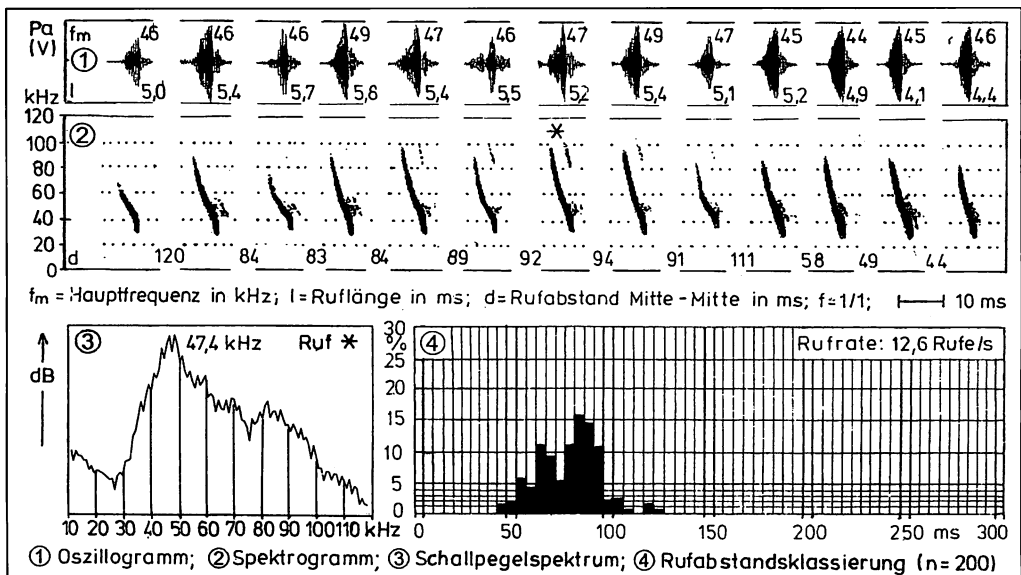 Pa fm 46 46 46 49 47 46 47 49 47 45 44 45 46
(V)
①
kHz l 5,0 5,4 5,7 5,6 5,4 5,5 5,2 5,4 5,1 5,2 4,9 4,1 4,4
120
② *
100
80
60
40
20
0 d 120 84 83 84 89 92 94 91 111 58 49 44
fm = Hauptfrequenz in kHz; l = Ruflänge in ms; d = Rufabstand Mitte - Mitte in ms; f = 1/1; 10 ms
③ 47,4 kHz Ruf *
dB
10 20 30 40 50 60 70 80 90 100 110 kHz
30 ④ Rufrate: 12,6 Rufe/s
%
25
20
15
10
5
0
0 50 100 150 200 250 ms 300
① Oszillogramm; ② Spektrogramm; ③ Schallpegelspektrum; ④ Rufabstandsklassierung (n = 200)